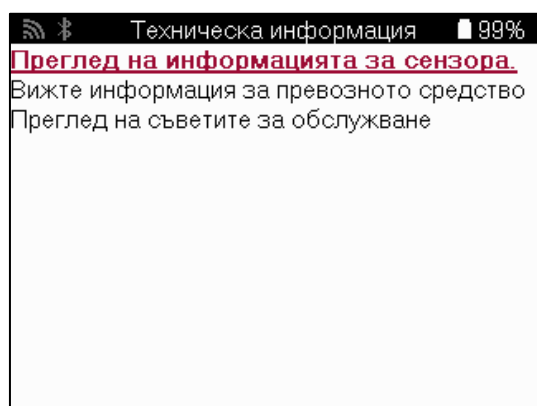 Техническа информация 99%
Преглед на информацията за сензора.
Вижте информация за превозното средство
Преглед на съветите за обслужване